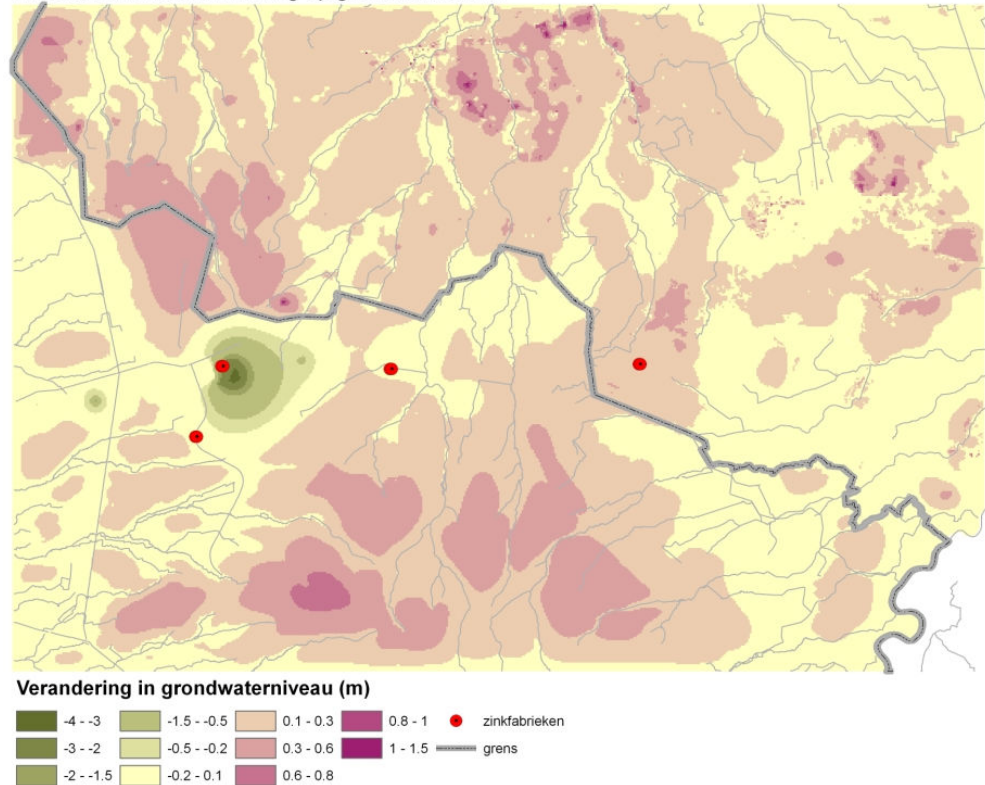 Verandering in grondwaterniveau (m)
-4 - -3 -1.5 - -0.5 0.1 - 0.3 0.8 - 1 zinkfabrieken
-3 - -2 -0.5 - -0.2 0.3 - 0.6 1 - 1.5 grens
-2 - -1.5 -0.2 - 0.1 0.6 - 0.8